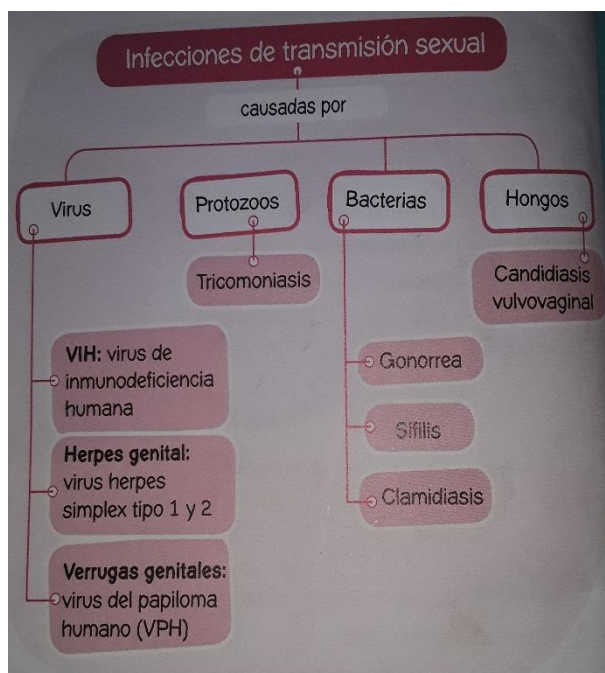 Infecciones de transmisión sexual
causadas por
Virus
Protozoos
Bacterias
Hongos
Tricomoniasis
Candidiasis
vulvovaginal
VIH: virus de
inmunodeficiencia
humana
Herpes genital:
virus herpes
simplex tipo 1 y 2
Verrugas genitales:
virus del papiloma
humano (VPH)
Gonorrea
Sífilis
Clamidiasis